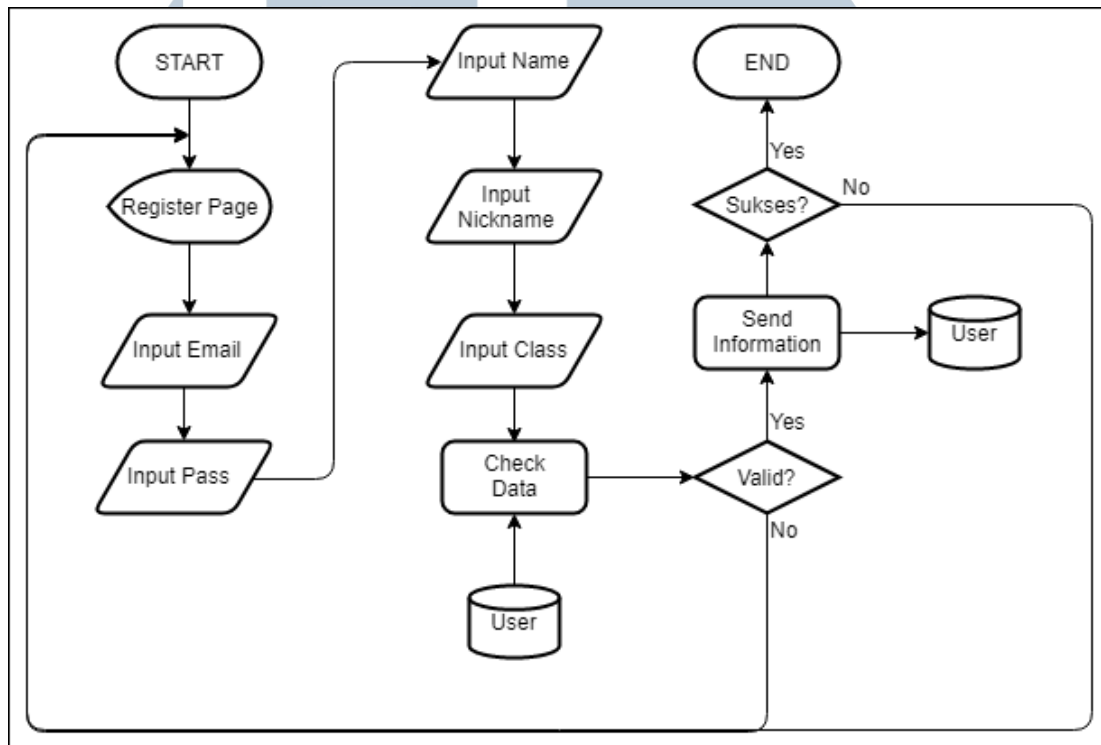 START
Register Page
Input Email
Input Pass
Input Name
Input
Nickname
Input Class
Check
Data
User
Valid?
Yes
No
Send
Information
User
Sukses?
Yes
No
END